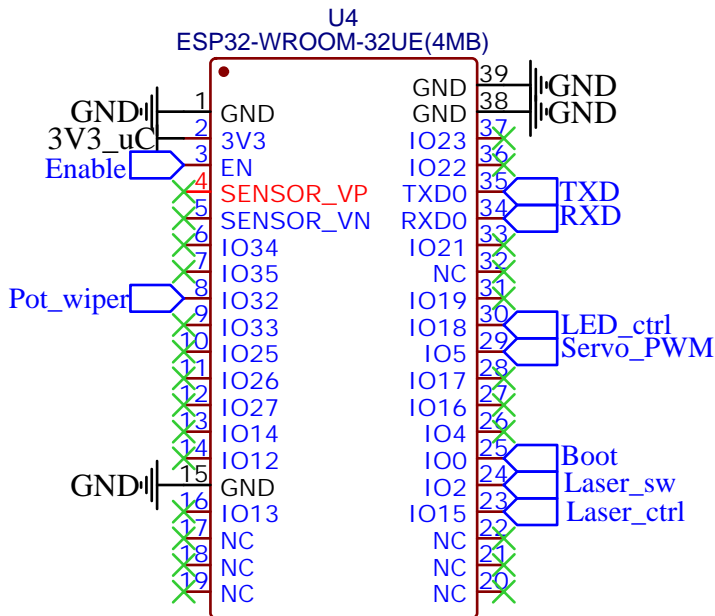 U4
ESP32-WROOM-32UE(4MB)
GND 1 GND
3V3_uC 2 3V3
Enable 3 EN
4 SENSOR_VP
5 SENSOR_VN
6 IO34
7 IO35
Pot_wiper 8 IO32
9 IO33
10 IO25
11 IO26
12 IO27
13 IO14
14 IO12
GND 15 GND
16 IO13
17 NC
18 NC
19 NC
GND 39 GND
GND 38 GND
IO23 37
IO22 36
TXD0 35 TXD
RXD0 34 RXD
IO21 33
NC 32
IO19 31
IO18 30 LED_ctrl
IO5 29 Servo_PWM
IO17 28
IO16 27
IO4 26
IO0 25 Boot
IO2 24 Laser_sw
IO15 23 Laser_ctrl
NC 22
NC 21
NC 20